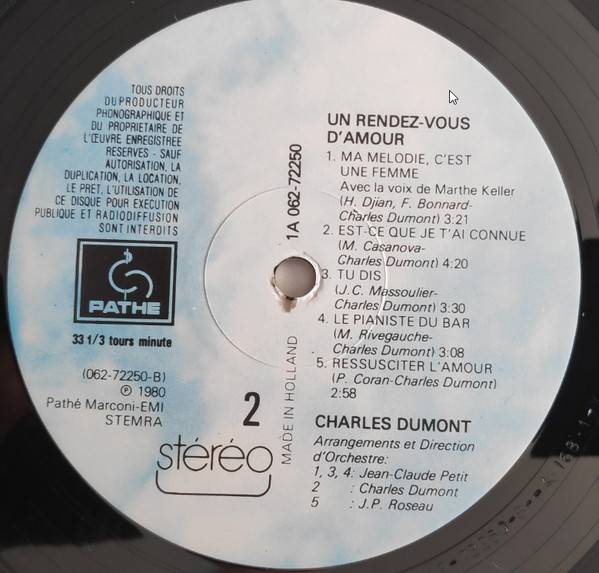 TOUS DROITS
DU PRODUCTEUR
PHONOGRAPHIQUE ET
DU PROPRIETAIRE DE
L'ŒUVRE ENREGISTREE
RESERVES - SAUF
AUTORISATION, LA
DUPLICATION, LA LOCATION,
LE PRET, L'UTILISATION DE
CE DISQUE POUR EXECUTION
PUBLIQUE ET RADIODIFFUSION
SONT INTERDITS
PATHE
33 1/3 tours minute
(062-72250-B)
Ⓟ 1980
Pathé Marconi-EMI
STEMRA
2
stéréo
1A 062-72250
MADE IN HOLLAND
UN RENDEZ-VOUS
D'AMOUR
1. MA MELODIE, C'EST
UNE FEMME
Avec la voix de Marthe Keller
(H. Djian, F. Bonnard-
Charles Dumont) 3:21
2. EST-CE QUE JE T'AI CONNUE
(M. Casanova-
Charles Dumont) 4:20
3. TU DIS
(J.C. Massoulier-
Charles Dumont) 3:30
4. LE PIANISTE DU BAR
(M. Rivegauche-
Charles Dumont) 3:08
5. RESSUSCITER L'AMOUR
(P. Coran-Charles Dumont)
2:58
CHARLES DUMONT
Arrangements et Direction
d'Orchestre:
1, 3, 4: Jean-Claude Petit
2 : Charles Dumont
5 : J.P. Roseau